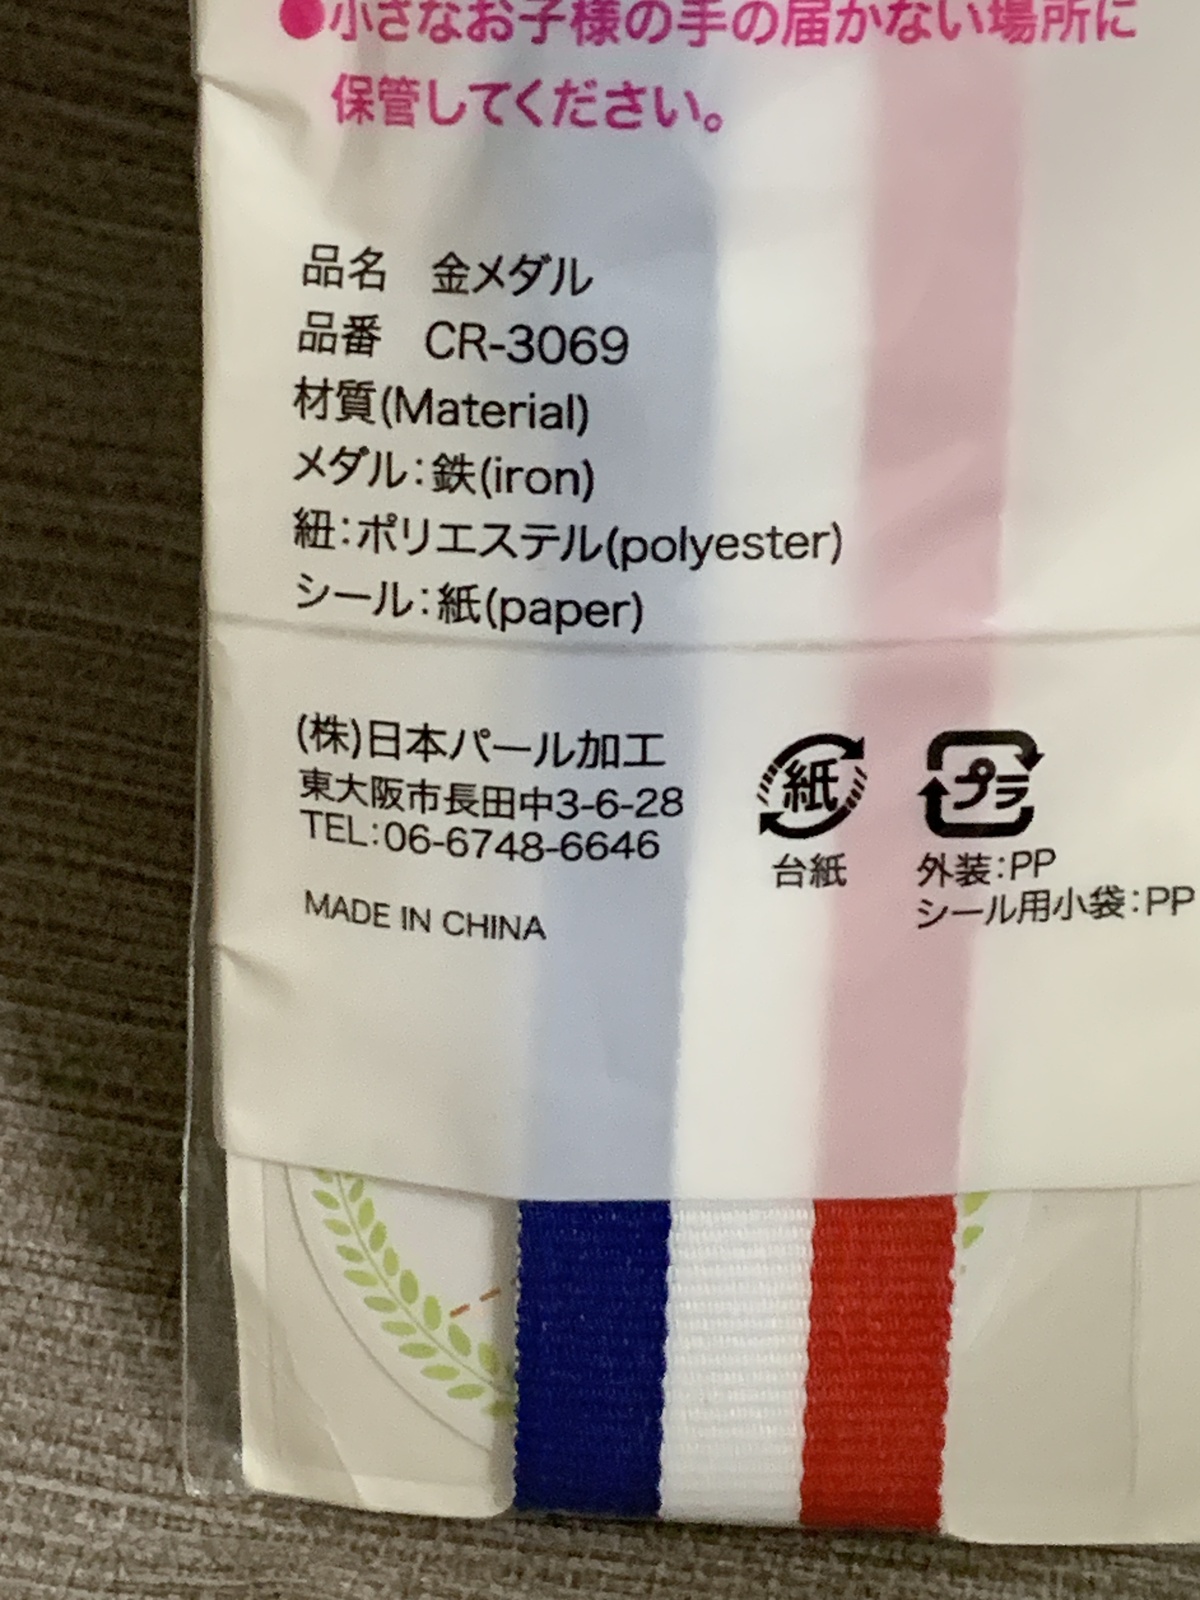 ●小さなお子様の手の届かない場所に
保管してください。
品名 金メダル
品番 CR-3069
材質(Material)
メダル:鉄(iron)
紐:ポリエステル(polyester)
シール:紙(paper)
(株)日本パール加工
東大阪市長田中3-6-28
TEL:06-6748-6646
MADE IN CHINA
紙
台紙
プラ
外装:PP
シール用小袋:PP